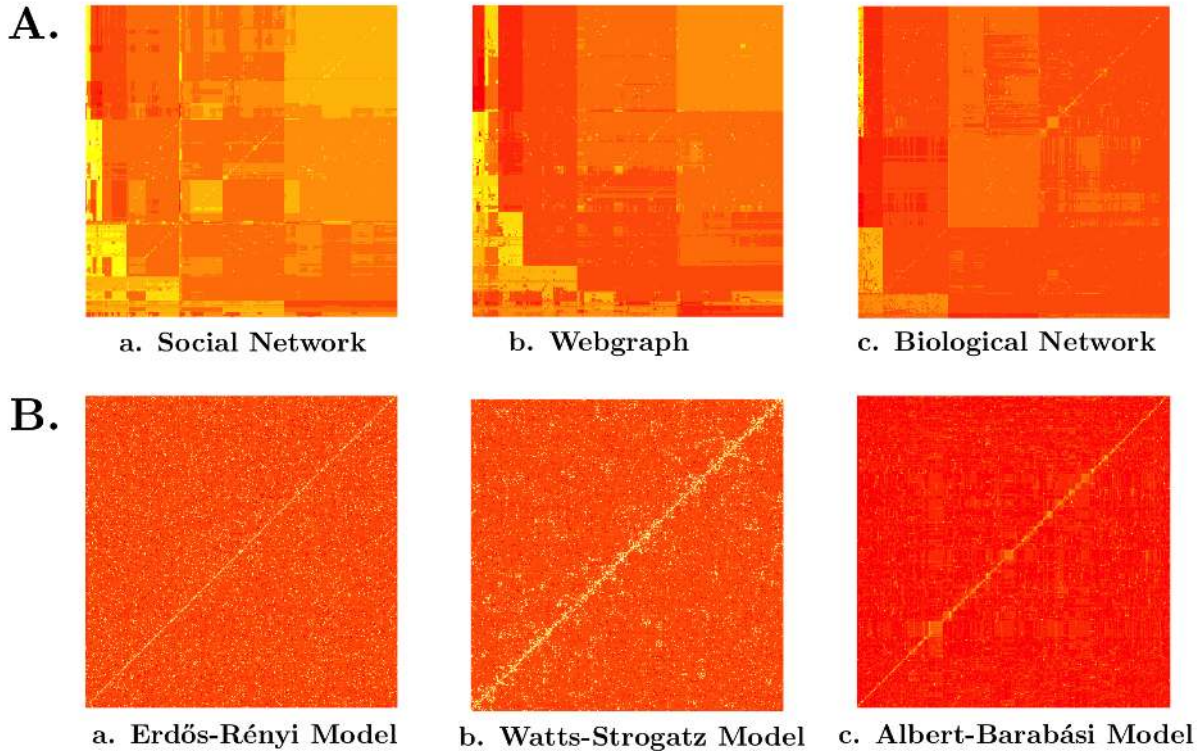 A.
a. Social Network
b. Webgraph
c. Biological Network
B.
a. Erdős-Rényi Model
b. Watts-Strogatz Model
c. Albert-Barabási Model